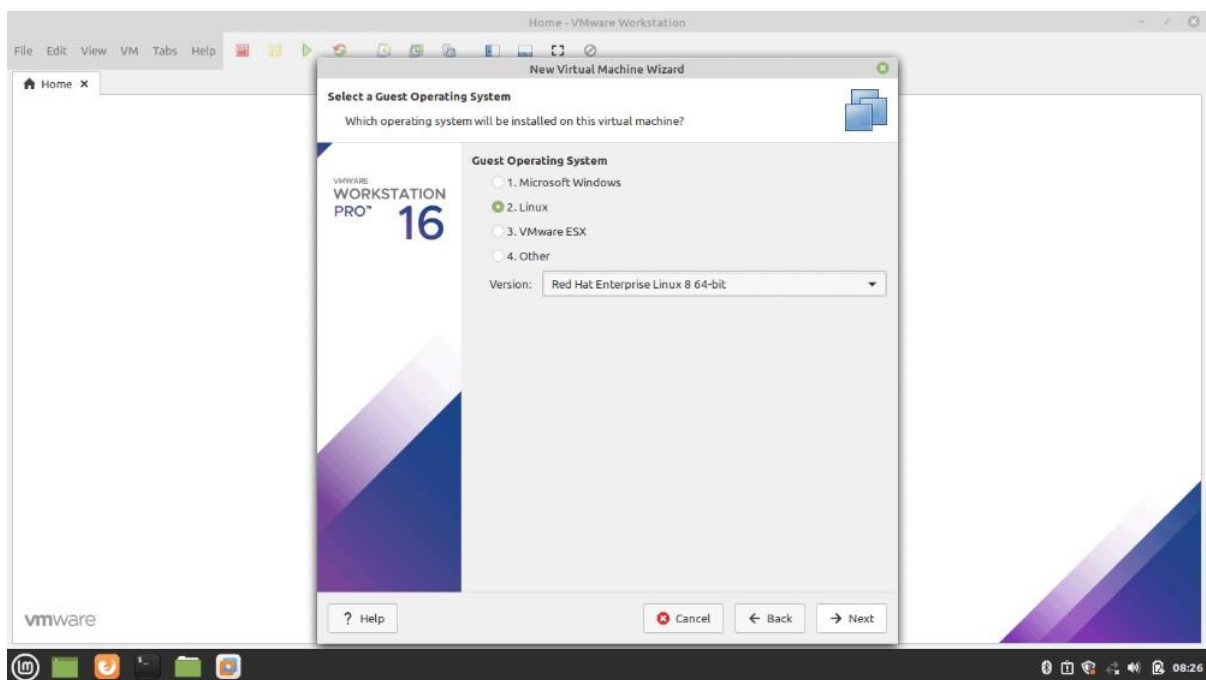 Home - VMware Workstation
File Edit View VM Tabs Help
Home
New Virtual Machine Wizard
Select a Guest Operating System
Which operating system will be installed on this virtual machine?
VMWARE
WORKSTATION
PRO™ 16
Guest Operating System
1. Microsoft Windows
2. Linux
3. VMware ESX
4. Other
Version: Red Hat Enterprise Linux 8 64-bit
? Help Cancel Back Next
vmware
08:26